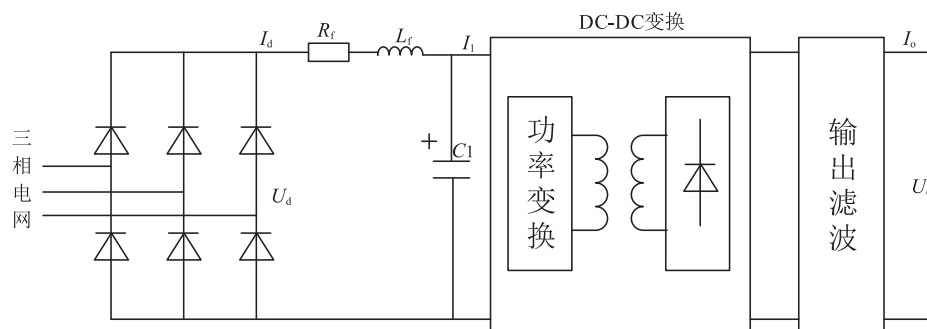 DC-DC变换
I_d
R_f
L_f
I_1
I_o
三相电网
U_d
+
C1
功率变换
输出滤波